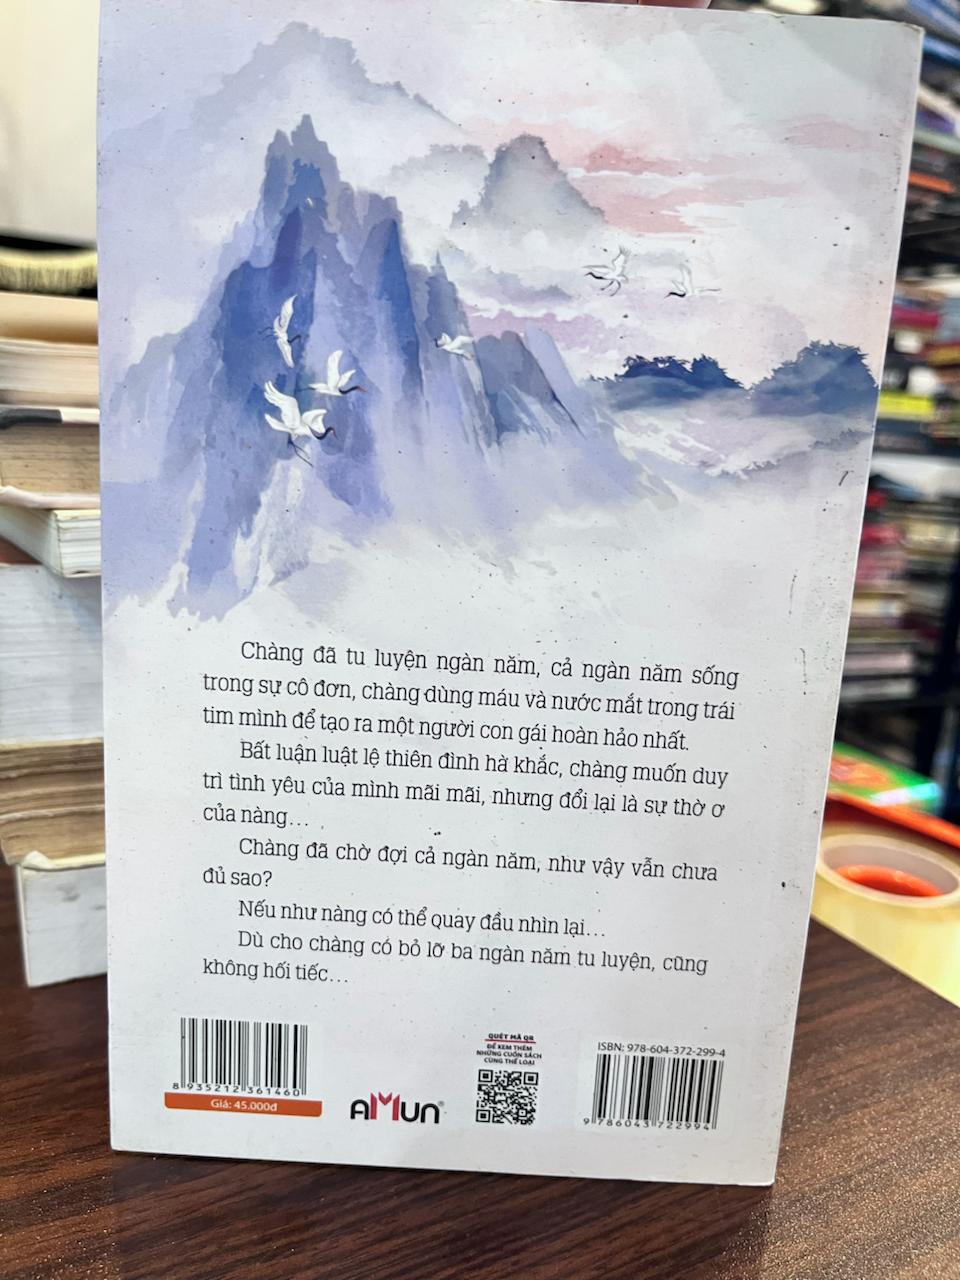 Chàng đã tu luyện ngàn năm, cả ngàn năm sống
trong sự cô đơn, chàng dùng máu và nước mắt trong trái
tim mình để tạo ra một người con gái hoàn hảo nhất.
Bất luận luật lệ thiên đình hà khắc, chàng muốn duy
trì tình yêu của mình mãi mãi, nhưng đổi lại là sự thờ ơ
của nàng...
Chàng đã chờ đợi cả ngàn năm, như vậy vẫn chưa
đủ sao?
Nếu như nàng có thể quay đầu nhìn lại...
Dù cho chàng có bỏ lỡ ba ngàn năm tu luyện, cũng
không hối tiếc...
8 935212 361460
Giá: 45.000đ
AMUN®
QUÉT MÃ QR
ĐỂ XEM THÊM
NHỮNG CUỐN SÁCH
CÙNG THỂ LOẠI
ISBN: 978-604-372-299-4
9 786043 722994